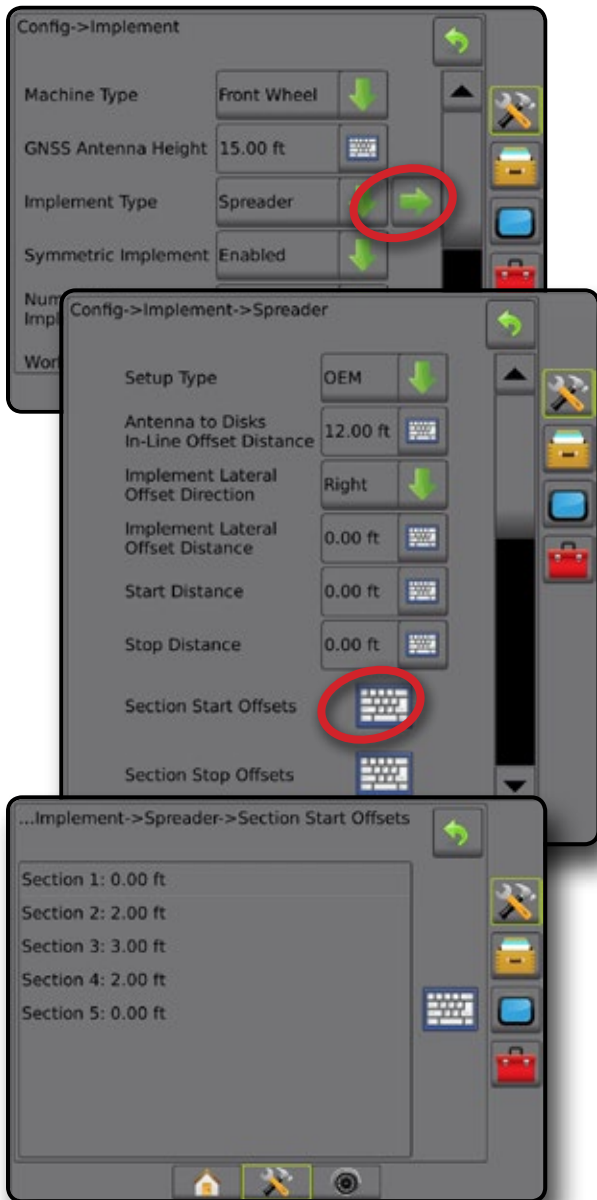 Config->Implement
Machine Type Front Wheel
GNSS Antenna Height 15.00 ft
Implement Type Spreader
Symmetric Implement Enabled
Config->Implement->Spreader
Setup Type OEM
Antenna to Disks
In-Line Offset Distance 12.00 ft
Implement Lateral
Offset Direction Right
Implement Lateral
Offset Distance 0.00 ft
Start Distance 0.00 ft
Stop Distance 0.00 ft
Section Start Offsets
Section Stop Offsets
...Implement->Spreader->Section Start Offsets
Section 1: 0.00 ft
Section 2: 2.00 ft
Section 3: 3.00 ft
Section 4: 2.00 ft
Section 5: 0.00 ft